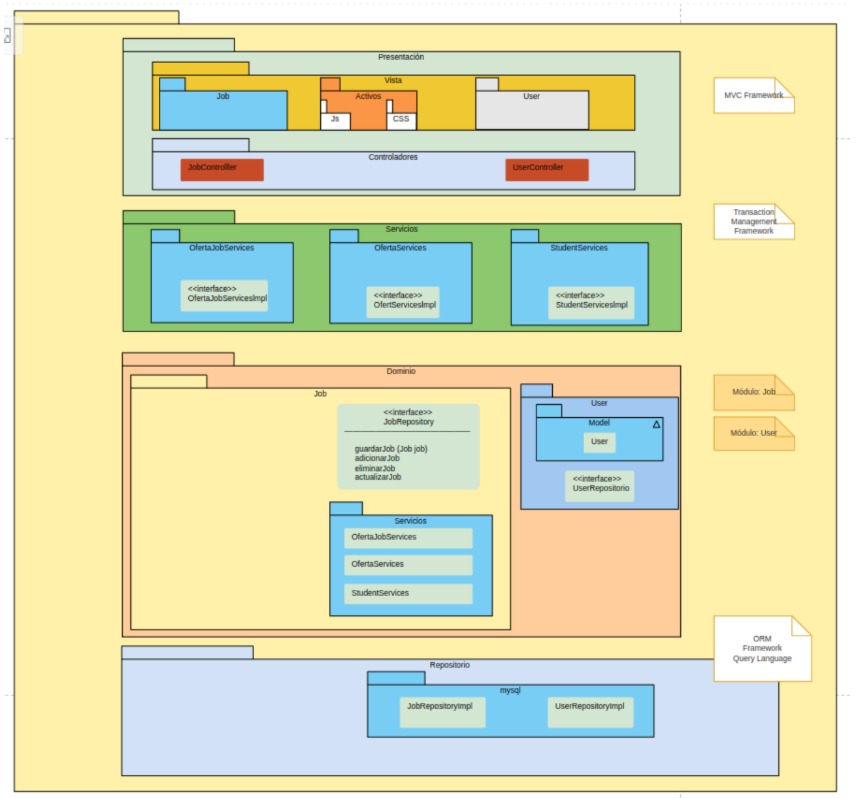 Presentación
Vista
Job
Activos
Js
CSS
User
MVC Framework
Controladores
JobControlller
UserController
Transaction
Management
Framework
Servicios
OfertaJobServices
<<interface>>
OfertaJobServicesImpl
OfertaServices
<<interface>>
OfertServicesImpl
StudentServices
<<interface>>
StudentServicesImpl
Dominio
Job
<<interface>>
JobRepository
guardarJob (Job job)
adicionarJob
eliminarJob
actualizarJob
Servicios
OfertaJobServices
OfertaServices
StudentServices
User
Model
User
<<interface>>
UserRepositorio
Módulo: Job
Módulo: User
ORM
Framework
Query Language
Repositorio
mysql
JobRepositoryImpl
UserRepositoryImpl